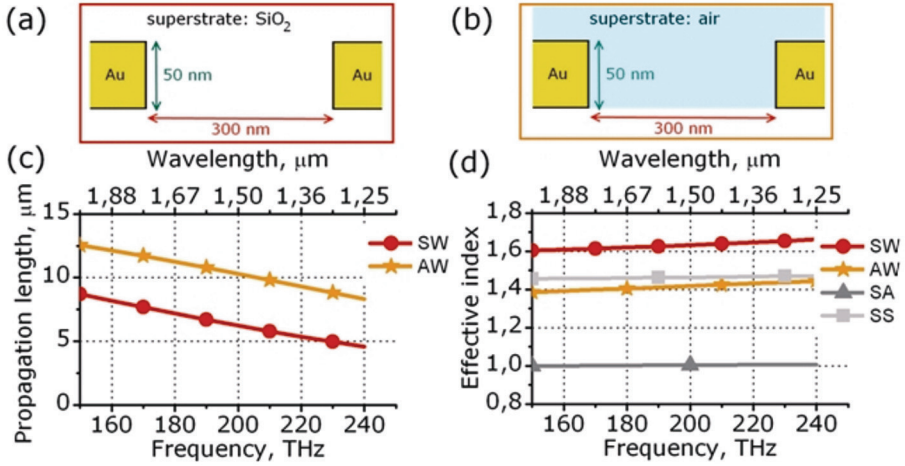 (a)
superstrate: SiO₂
Au
50 nm
Au
300 nm
(b)
superstrate: air
Au
50 nm
Au
300 nm
(c)
Wavelength, μm
1,88 1,67 1,50 1,36 1,25
Propagation length, μm
15
10
5
0
SW
AW
160 180 200 220 240
Frequency, THz
(d)
Wavelength, μm
1,88 1,67 1,50 1,36 1,25
Effective index
1,8
1,6
1,4
1,2
1,0
0,8
SW
AW
SA
SS
160 180 200 220 240
Frequency, THz